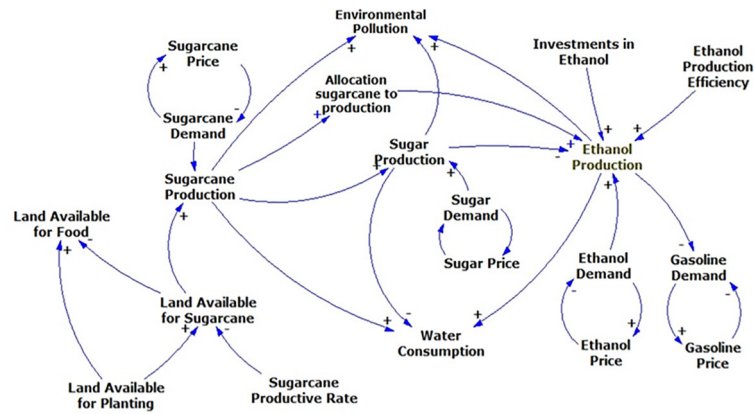 Environmental
Pollution
Sugarcane
Price
Investments in
Ethanol
Ethanol
Production
Efficiency
Allocation
sugarcane to
production
Sugarcane
Demand
Sugar
Production
Ethanol
Production
Sugarcane
Production
Sugar
Demand
Land Available
for Food
Sugar Price
Ethanol
Demand
Gasoline
Demand
Land Available
for Sugarcane
Water
Consumption
Ethanol
Price
Gasoline
Price
Land Available
for Planting
Sugarcane
Productive Rate